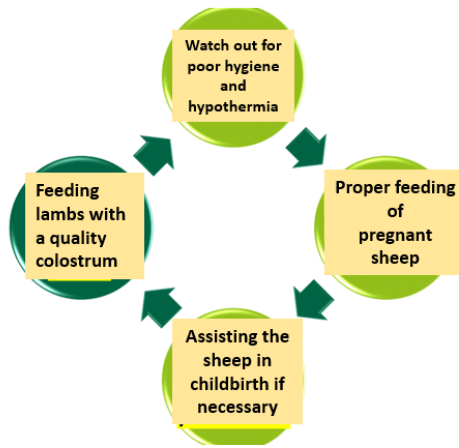 Watch out for
poor hygiene
and
hypothermia
Proper feeding
of
pregnant
sheep
Assisting the
sheep in
childbirth if
necessary
Feeding
lambs with
a quality
colostrum